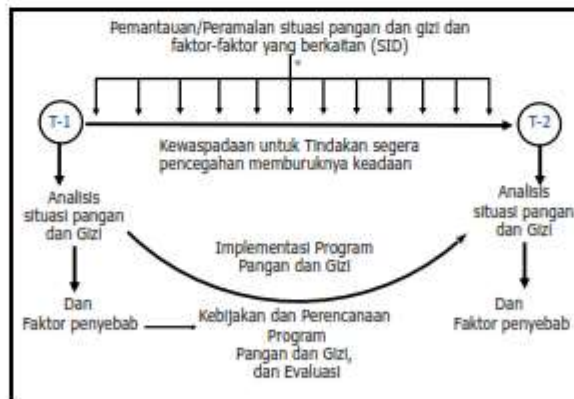 Pemantauan/Peramalan situasi pangan dan gizi dan
faktor-faktor yang berkaitan (SID)
T-1
T-2
Kewaspadaan untuk Tindakan segera
pencegahan memburuknya keadaan
Analisis
situasi pangan
dan Gizi
Analisis
situasi pangan
dan Gizi
Implementasi Program
Pangan dan Gizi
Dan
Faktor penyebab
Kebijakan dan Perencanaan
Program
Pangan dan Gizi,
dan Evaluasi
Dan
Faktor penyebab